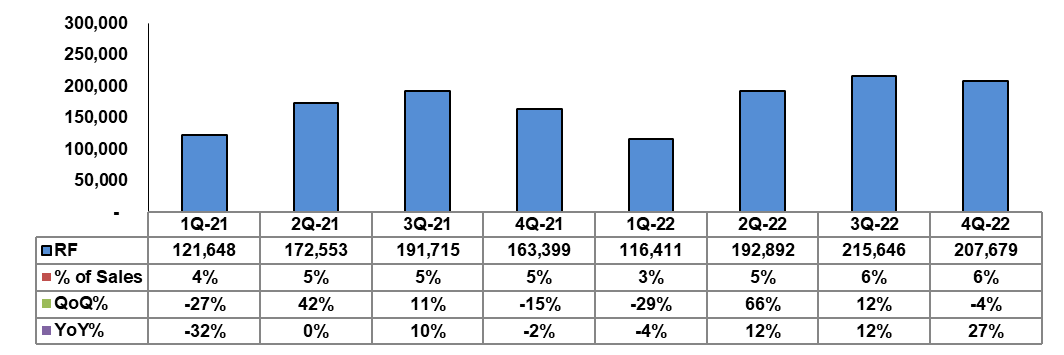 300,000
250,000
200,000
150,000
100,000
50,000
-
1Q-21 2Q-21 3Q-21 4Q-21 1Q-22 2Q-22 3Q-22 4Q-22
RF 121,648 172,553 191,715 163,399 116,411 192,892 215,646 207,679
% of Sales 4% 5% 5% 5% 3% 5% 6% 6%
QoQ% -27% 42% 11% -15% -29% 66% 12% -4%
YoY% -32% 0% 10% -2% -4% 12% 12% 27%